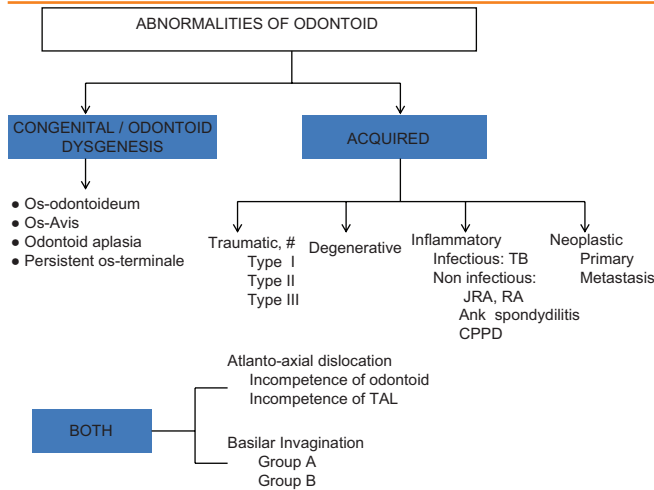 ABNORMALITIES OF ODONTOID
CONGENITAL / ODONTOID
DYSGENESIS
ACQUIRED
● Os-odontoideum
● Os-Avis
● Odontoid aplasia
● Persistent os-terminale
Traumatic, #
Type I
Type II
Type III
Degenerative
Inflammatory
Infectious: TB
Non infectious:
JRA, RA
Ank spondydilitis
CPPD
Neoplastic
Primary
Metastasis
BOTH
Atlanto-axial dislocation
Incompetence of odontoid
Incompetence of TAL
Basilar Invagination
Group A
Group B